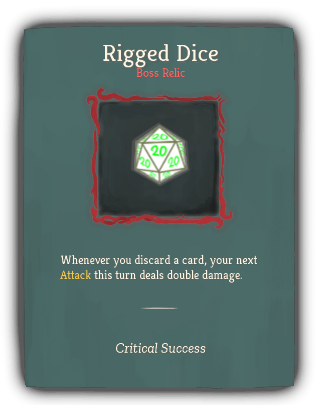 Rigged Dice
Boss Relic
20
20
20 20
Whenever you discard a card, your next
Attack this turn deals double damage.
Critical Success